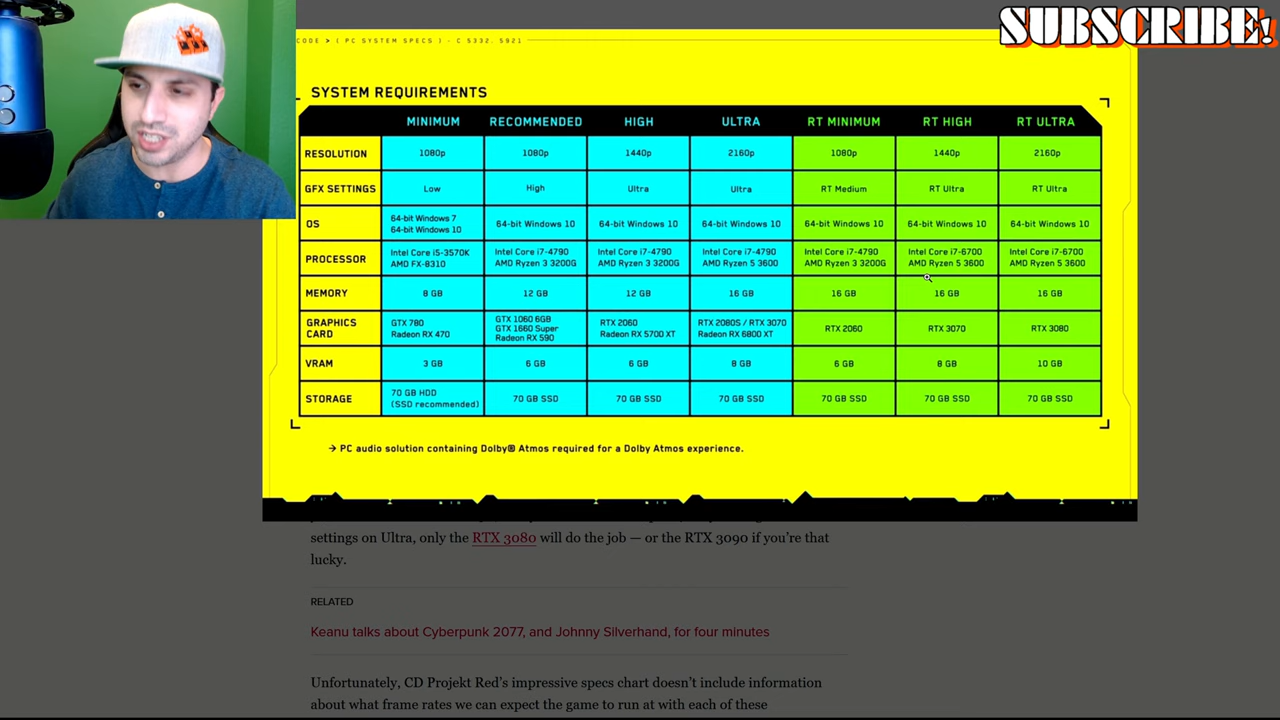 SUBSCRIBE!
CODE > ( PC SYSTEM SPECS ) - C 5332. 5921
SYSTEM REQUIREMENTS
MINIMUM RECOMMENDED HIGH ULTRA RT MINIMUM RT HIGH RT ULTRA
RESOLUTION 1080p 1080p 1440p 2160p 1080p 1440p 2160p
GFX SETTINGS Low High Ultra Ultra RT Medium RT Ultra RT Ultra
OS 64-bit Windows 7 64-bit Windows 10 64-bit Windows 10 64-bit Windows 10 64-bit Windows 10 64-bit Windows 10 64-bit Windows 10
64-bit Windows 10
PROCESSOR Intel Core i5-3570K Intel Core i7-4790 Intel Core i7-4790 Intel Core i7-4790 Intel Core i7-4790 Intel Core i7-6700 Intel Core i7-6700
AMD FX-8310 AMD Ryzen 3 3200G AMD Ryzen 3 3200G AMD Ryzen 5 3600 AMD Ryzen 3 3200G AMD Ryzen 5 3600 AMD Ryzen 5 3600
MEMORY 8 GB 12 GB 12 GB 16 GB 16 GB 16 GB 16 GB
GRAPHICS GTX 780 GTX 1060 6GB RTX 2060 RTX 2080S / RTX 3070 RTX 2060 RTX 3070 RTX 3080
CARD Radeon RX 470 GTX 1660 Super Radeon RX 5700 XT Radeon RX 6800 XT
Radeon RX 590
VRAM 3 GB 6 GB 6 GB 8 GB 6 GB 8 GB 10 GB
STORAGE 70 GB HDD 70 GB SSD 70 GB SSD 70 GB SSD 70 GB SSD 70 GB SSD 70 GB SSD
(SSD recommended)
→ PC audio solution containing Dolby® Atmos required for a Dolby Atmos experience.
settings on Ultra, only the RTX 3080 will do the job — or the RTX 3090 if you're that
lucky.
RELATED
Keanu talks about Cyberpunk 2077, and Johnny Silverhand, for four minutes
Unfortunately, CD Projekt Red's impressive specs chart doesn't include information
about what frame rates we can expect the game to run at with each of these